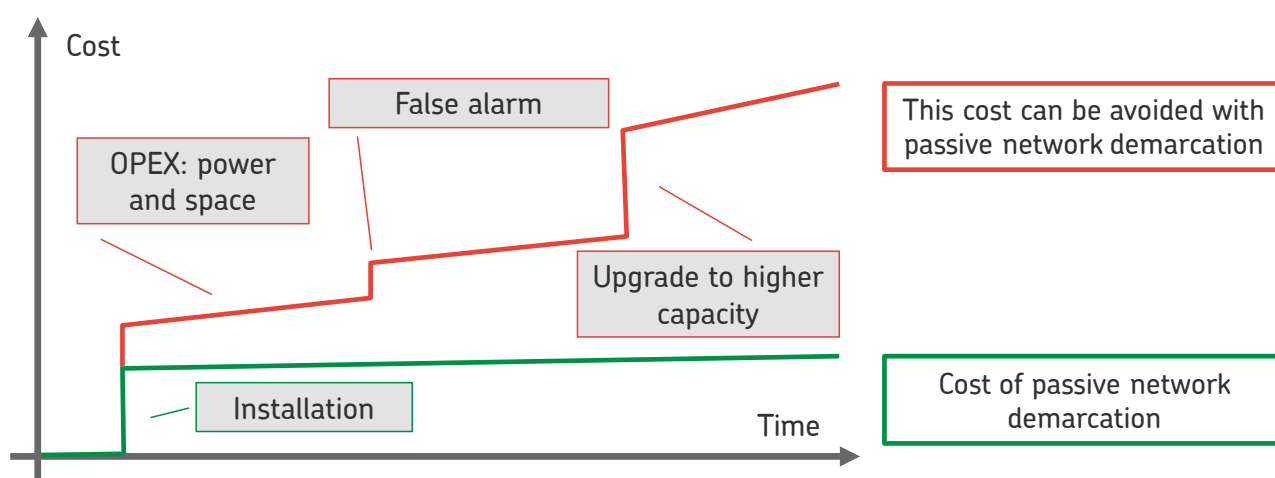 Cost
False alarm
This cost can be avoided with
passive network demarcation
OPEX: power
and space
Upgrade to higher
capacity
Installation
Time
Cost of passive network
demarcation